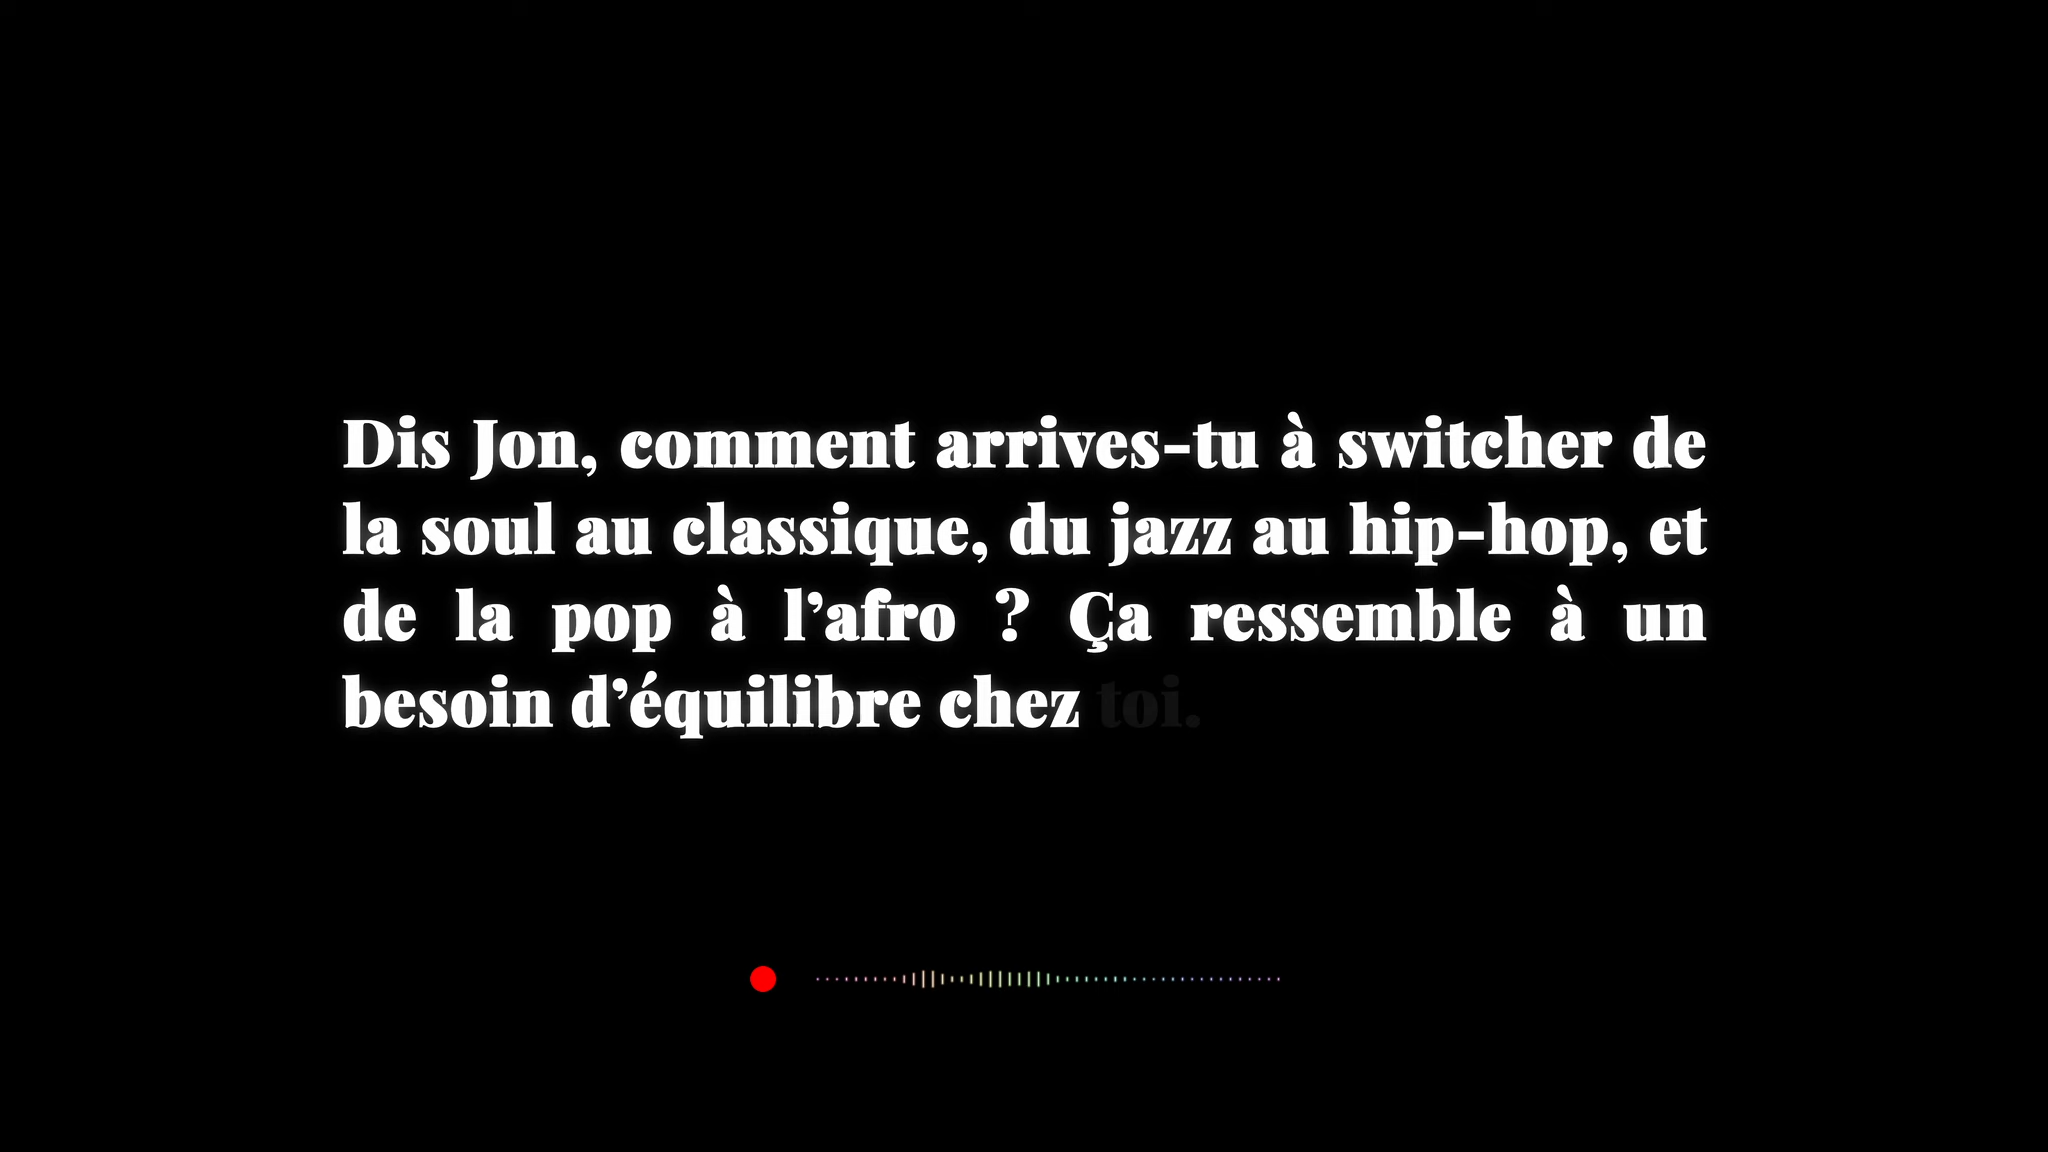 Dis Jon, comment arrives-tu à switcher de
la soul au classique, du jazz au hip-hop, et
de la pop à l’afro ? Ça ressemble à un
besoin d’équilibre chez toi.